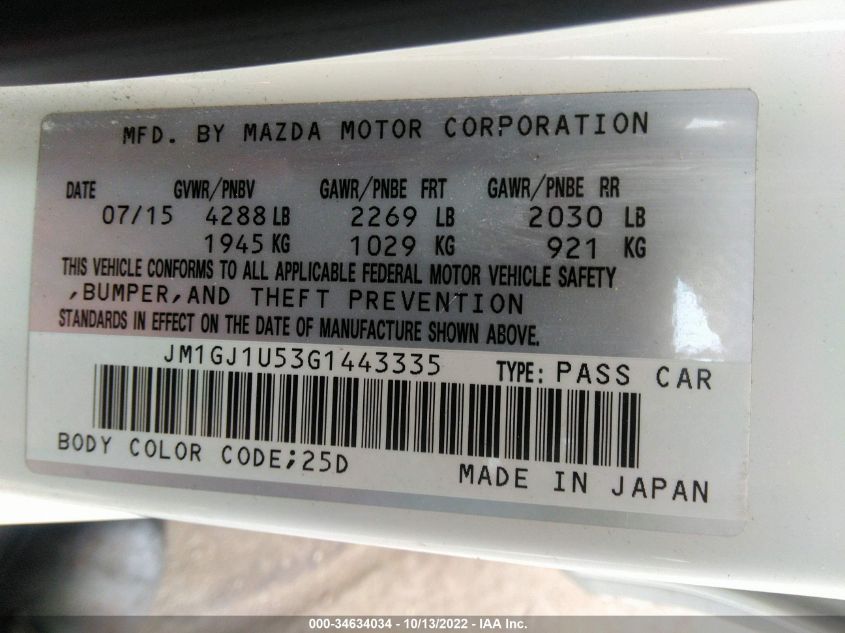 MFD. BY MAZDA MOTOR CORPORATION
DATE GVWR/PNBV GAWR/PNBE FRT GAWR/PNBE RR
07/15 4288 LB 2269 LB 2030 LB
1945 KG 1029 KG 921 KG
THIS VEHICLE CONFORMS TO ALL APPLICABLE FEDERAL MOTOR VEHICLE SAFETY
,BUMPER,AND THEFT PREVENTION
STANDARDS IN EFFECT ON THE DATE OF MANUFACTURE SHOWN ABOVE.
JM1GJ1U53G1443335 TYPE: PASS CAR
BODY COLOR CODE;25D MADE IN JAPAN
000-34634034 - 10/13/2022 - IAA Inc.